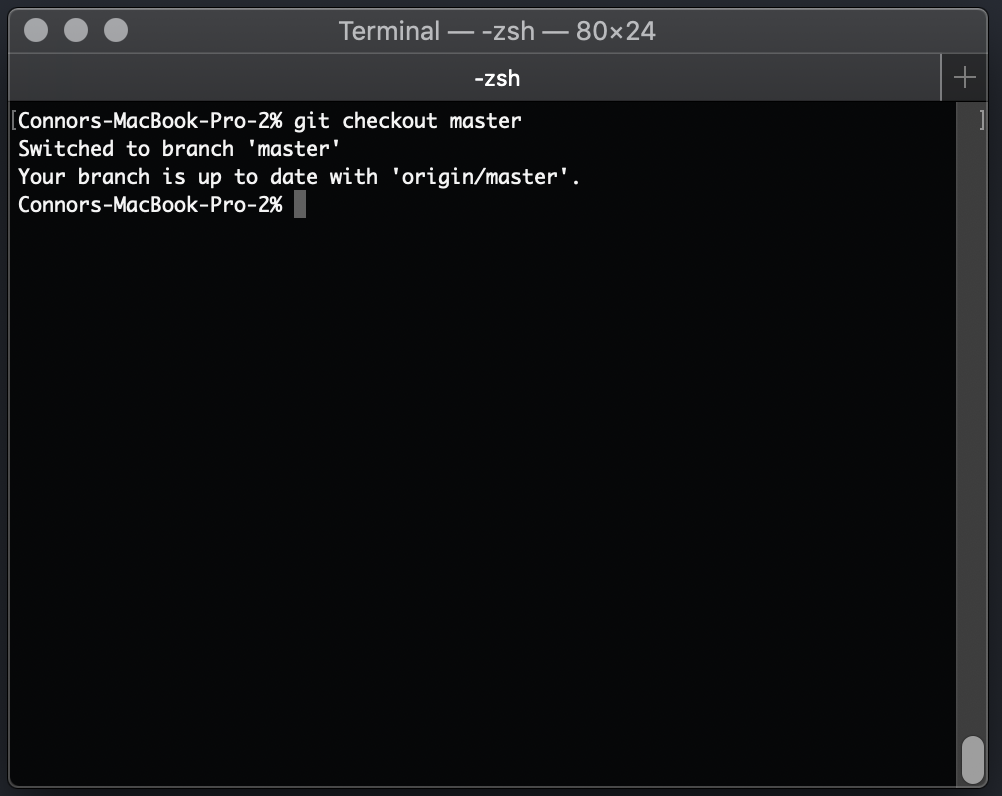 Terminal — -zsh — 80×24
-zsh
[Connors-MacBook-Pro-2% git checkout master ]
Switched to branch 'master'
Your branch is up to date with 'origin/master'.
Connors-MacBook-Pro-2%